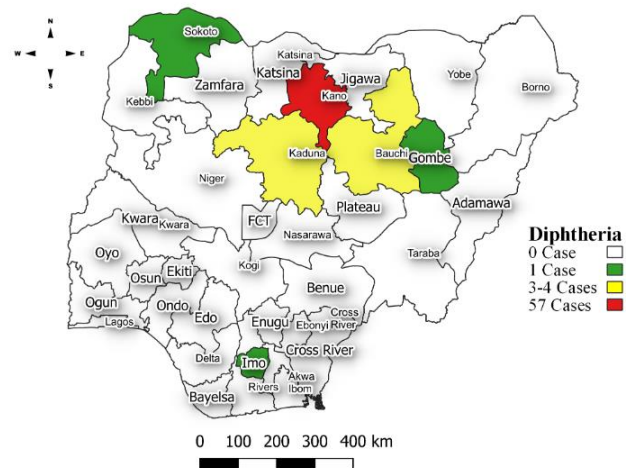 N
W E
S
Sokoto
Katsina
Katsina
Jigawa
Yobe
Borno
Zamfara
Kebbi
Kano
Kaduna
Bauchi
Gombe
Niger
Adamawa
Plateau
FCT
Kwara
Kwara
Nasarawa
Taraba
Oyo
Kogi
Osun
Ekiti
Benue
Ogun
Ondo
Edo
Lagos
Enugu
Ebonyi
Cross
River
Delta
Imo
Cross River
Rivers
Akwa
Ibom
Bayelsa
Diphtheria
0 Case
1 Case
3-4 Cases
57 Cases
0 100 200 300 400 km